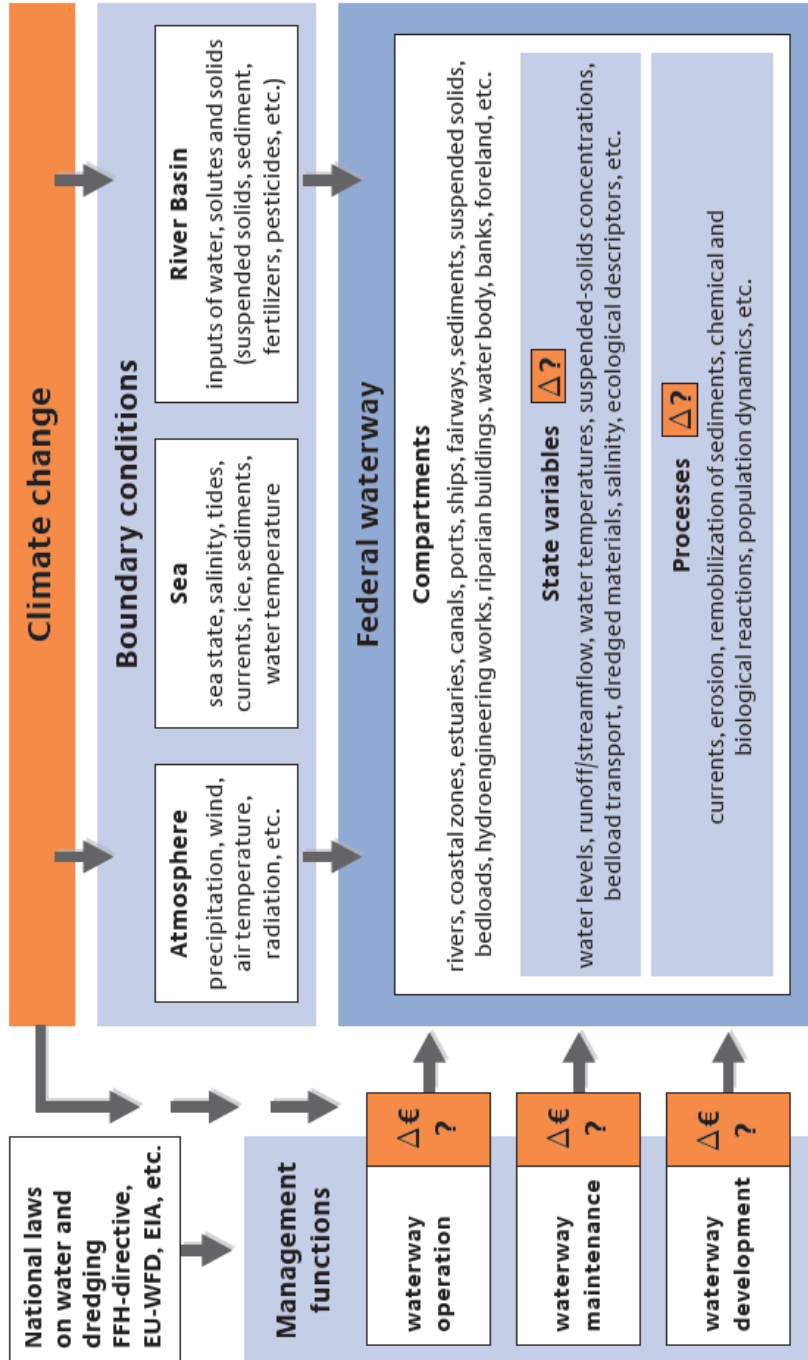 National laws
on water and
dredging
FFH-directive,
EU-WFD, EIA, etc.
Climate change
Boundary conditions
Atmosphere
precipitation, wind,
air temperature,
radiation, etc.
Sea
sea state, salinity, tides,
currents, ice, sediments,
water temperature
River Basin
inputs of water, solutes and solids
(suspended solids, sediment,
fertilizers, pesticides, etc.)
Management
functions
waterway
operation
Δ€
?
waterway
maintenance
Δ€
?
waterway
development
Δ€
?
Federal waterway
Compartments
rivers, coastal zones, estuaries, canals, ports, ships, fairways, sediments, suspended solids,
bedloads, hydroengineering works, riparian buildings, water body, banks, foreland, etc.
State variables Δ?
water levels, runoff/streamflow, water temperatures, suspended-solids concentrations,
bedload transport, dredged materials, salinity, ecological descriptors, etc.
Processes Δ?
currents, erosion, remobilization of sediments, chemical and
biological reactions, population dynamics, etc.